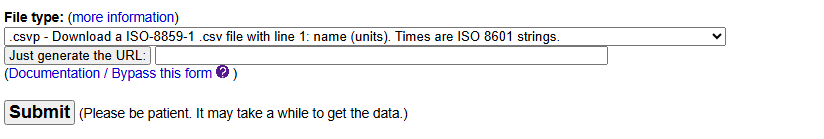 File type: (more information)
.csvp - Download a ISO-8859-1 .csv file with line 1: name (units). Times are ISO 8601 strings.
Just generate the URL:
(Documentation / Bypass this form ? )
Submit (Please be patient. It may take a while to get the data.)